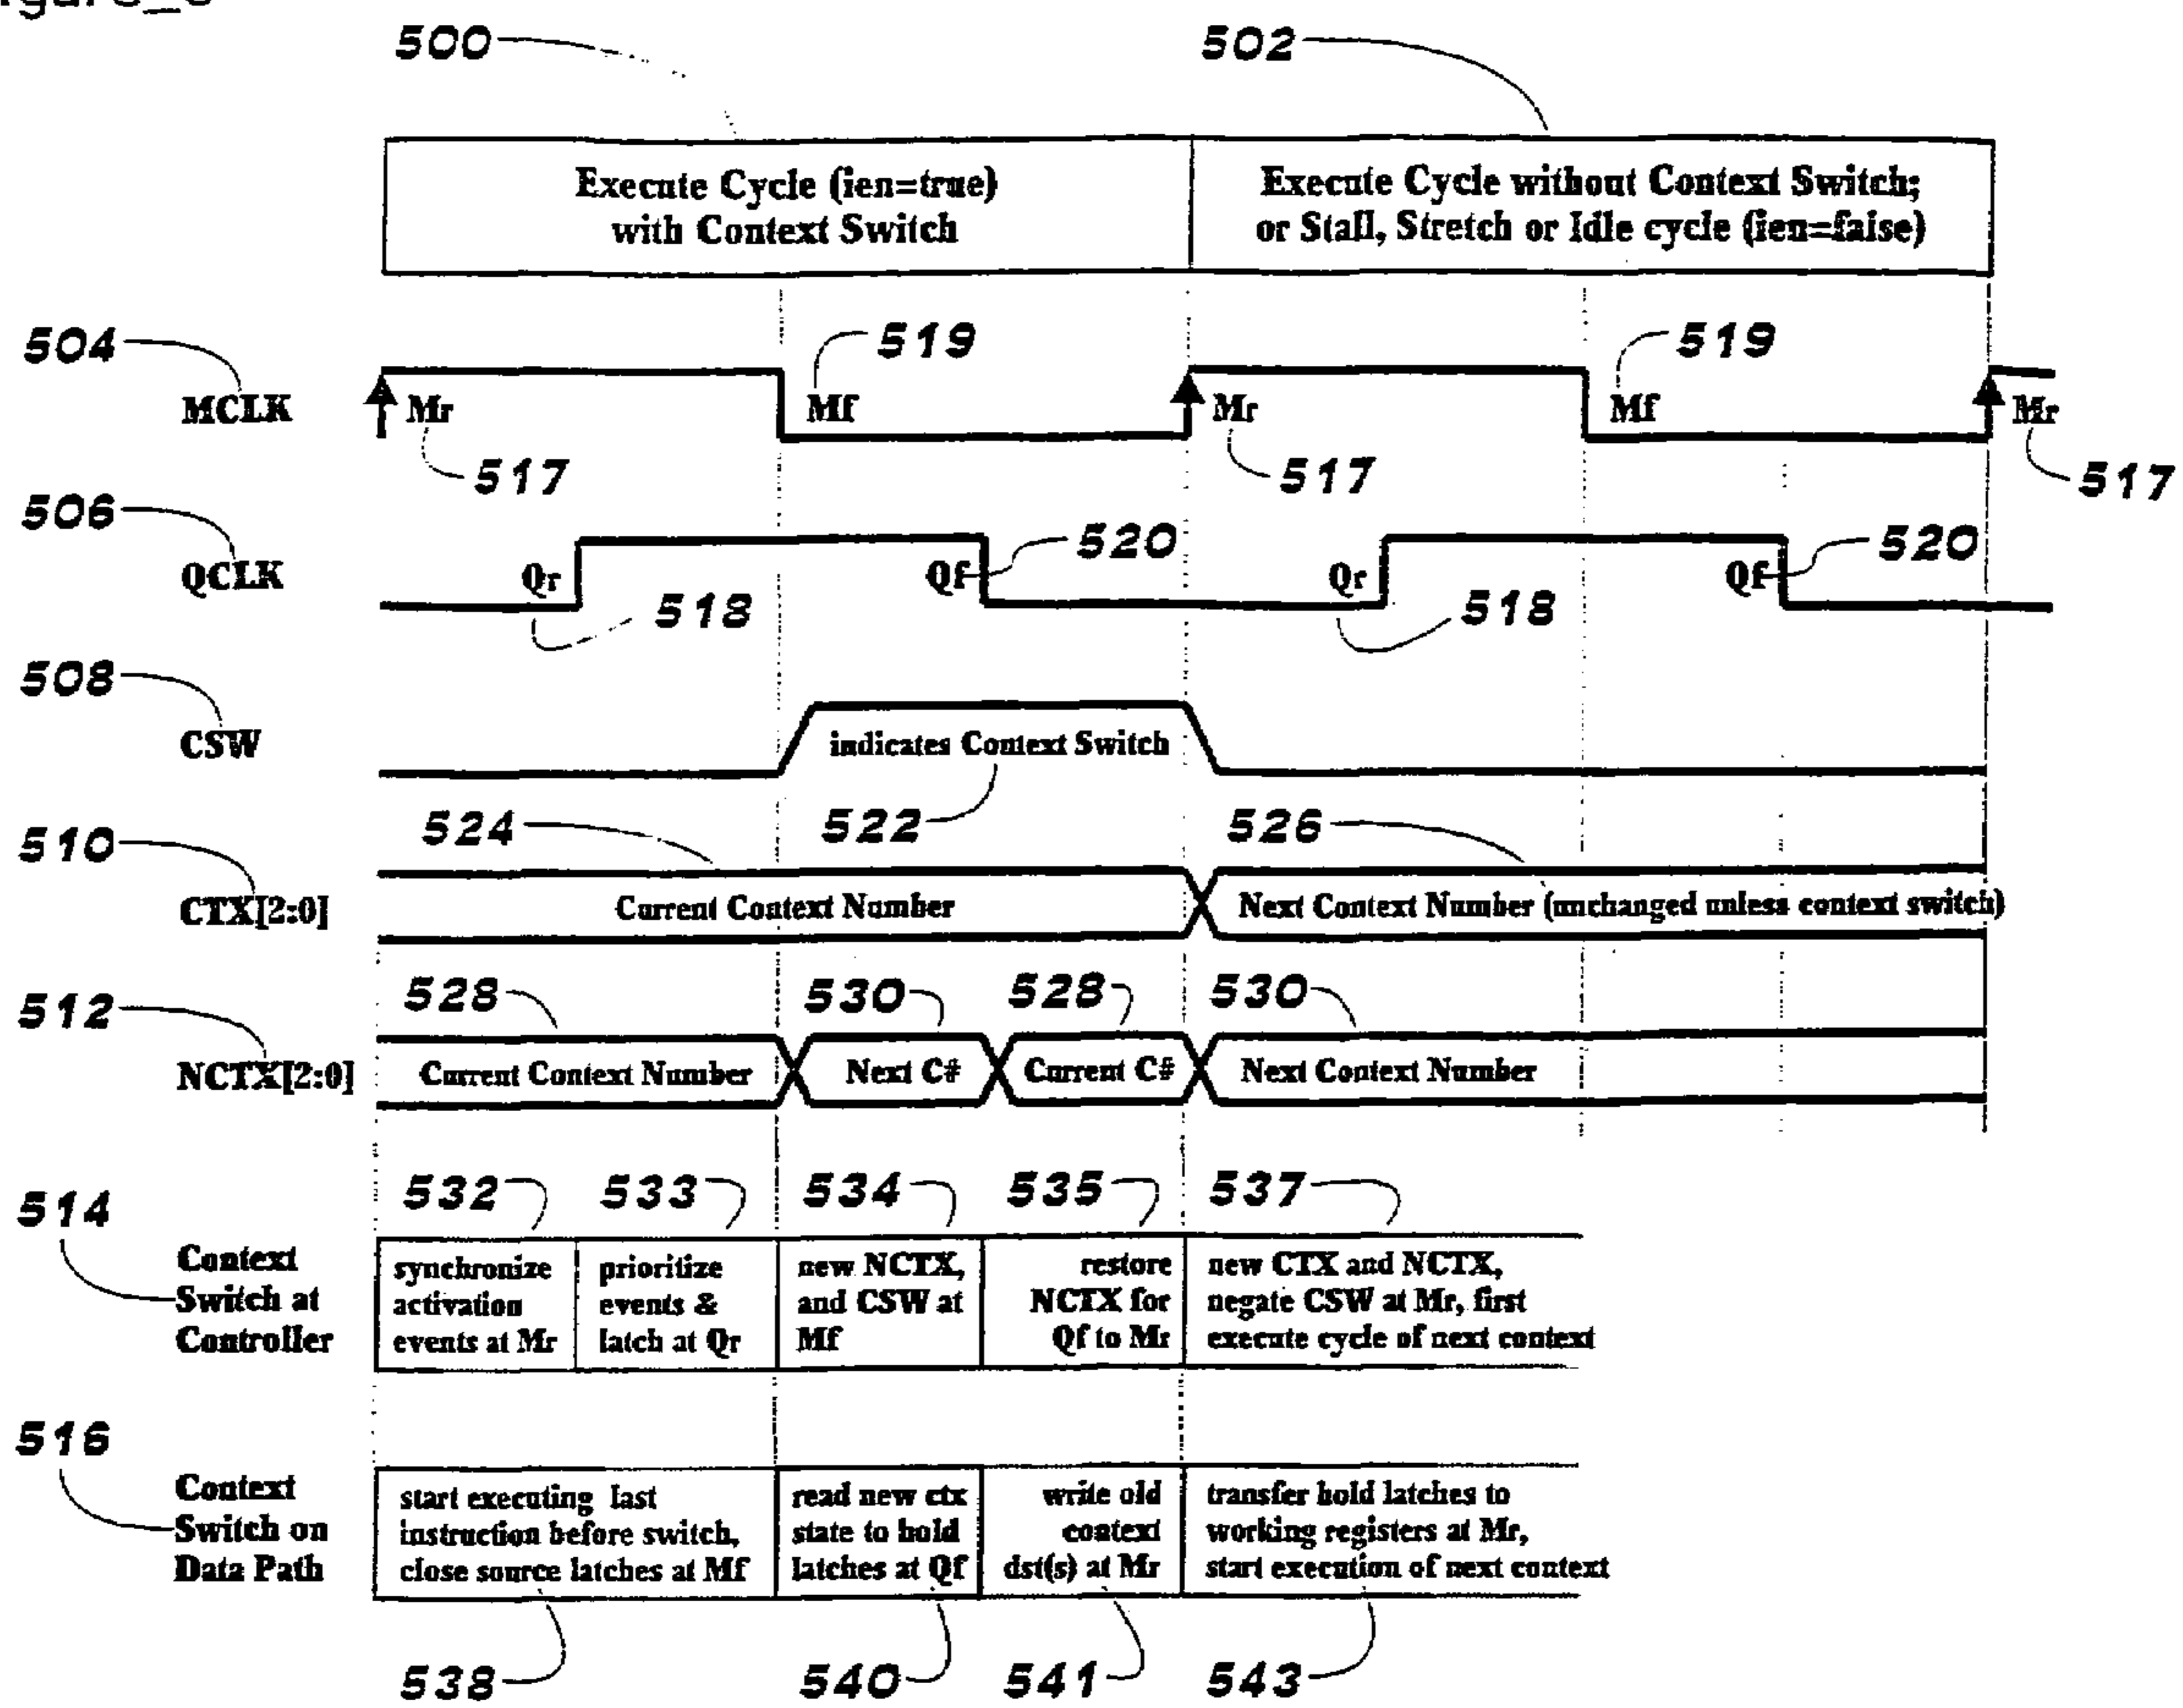 500
502
Execute Cycle (ien=true)
with Context Switch
Execute Cycle without Context Switch;
or Stall, Stretch or Idle cycle (ien=false)
504
MCLK
Mr
517
Mf
519
Mr
517
Mf
519
Mr
517
506
QCLK
Qr
518
Qf
520
Qr
518
Qf
520
508
CSW
indicates Context Switch
522
510
CTX[2:0]
524
Current Context Number
526
Next Context Number (unchanged unless context switch)
512
NCTX[2:0]
528
530
528
530
Current Context Number
Next C#
Current C#
Next Context Number
514
Context
Switch at
Controller
532
533
534
535
537
synchronize
activation
events at Mr
prioritize
events &
latch at Qr
new NCTX,
and CSW at
Mf
restore
NCTX for
Qf to Mr
new CTX and NCTX,
negate CSW at Mr, first
execute cycle of next context
516
Context
Switch on
Data Path
start executing last
instruction before switch,
close source latches at Mf
read new ctx
state to hold
latches at Qf
write old
context
dst(s) at Mr
transfer hold latches to
working registers at Mr,
start execution of next context
538
540
541
543